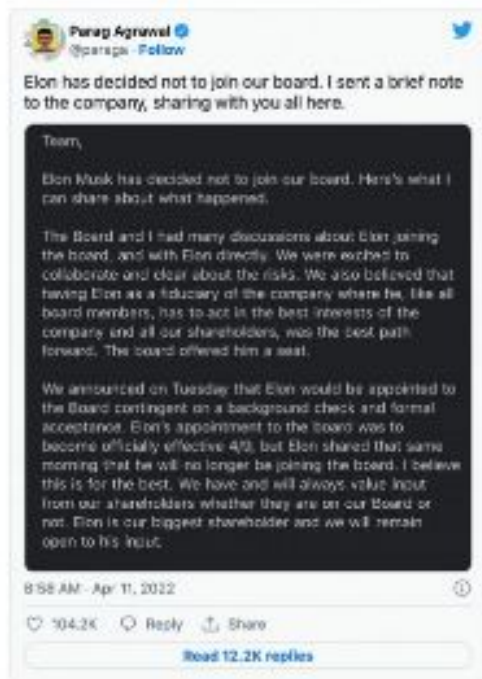 Parag Agrawal
@paraga · Follow
Elon has decided not to join our board. I sent a brief note
to the company, sharing with you all here.
Team,
Elon Musk has decided not to join our board. Here's what I
can share about what happened.
The Board and I had many discussions about Elon joining
the board, and with Elon directly. We were excited to
collaborate and clear about the risks. We also believed that
having Elon as a fiduciary of the company where he, like all
board members, has to act in the best interests of the
company and all our shareholders, was the best path
forward. The board offered him a seat.
We announced on Tuesday that Elon would be appointed to
the Board contingent on a background check and formal
acceptance. Elon's appointment to the board was to
become officially effective 4/9, but Elon shared that same
morning that he will no longer be joining the board. I believe
this is for the best. We have and will always value input
from our shareholders whether they are on our Board or
not. Elon is our biggest shareholder and we will remain
open to his input.
8:58 AM · Apr 11, 2022
104.2K Reply Share
Read 12.2K replies